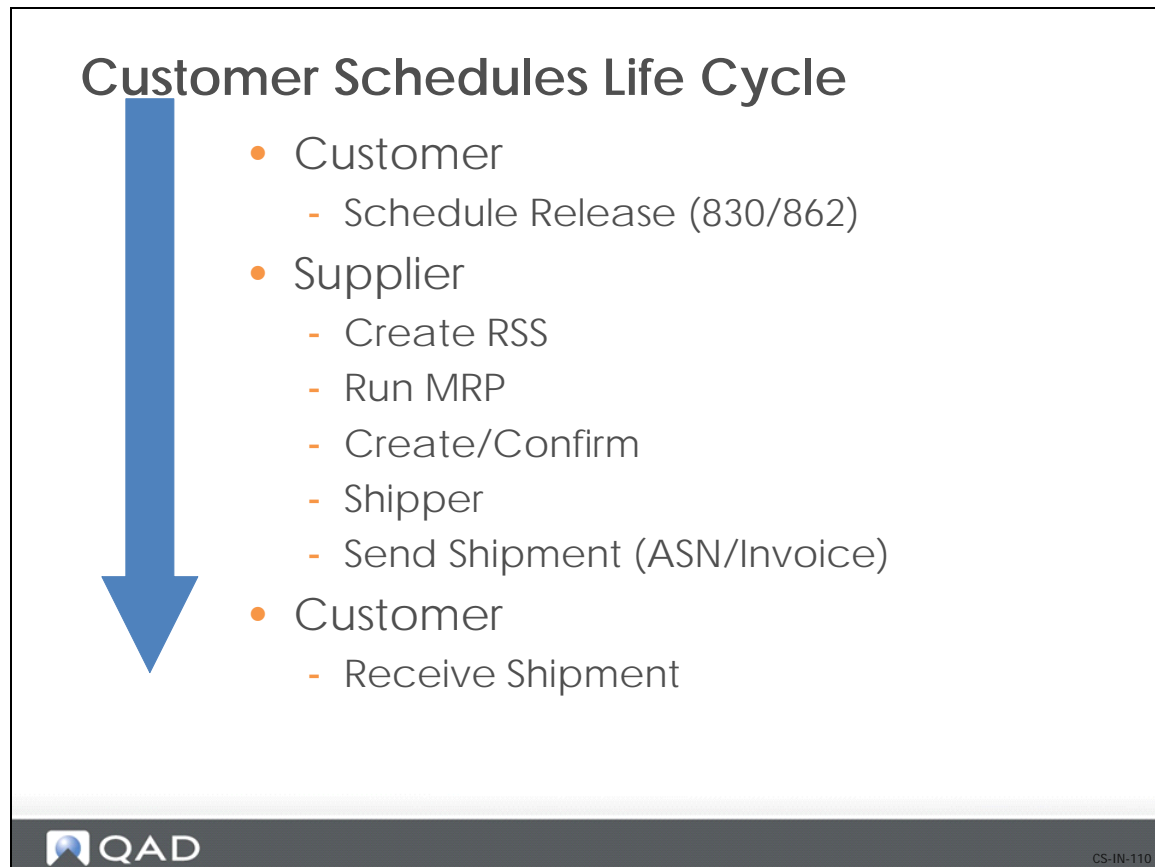 Customer Schedules Life Cycle
• Customer
- Schedule Release (830/862)
• Supplier
- Create RSS
- Run MRP
- Create/Confirm
- Shipper
- Send Shipment (ASN/Invoice)
• Customer
- Receive Shipment
QAD
CS-IN-110